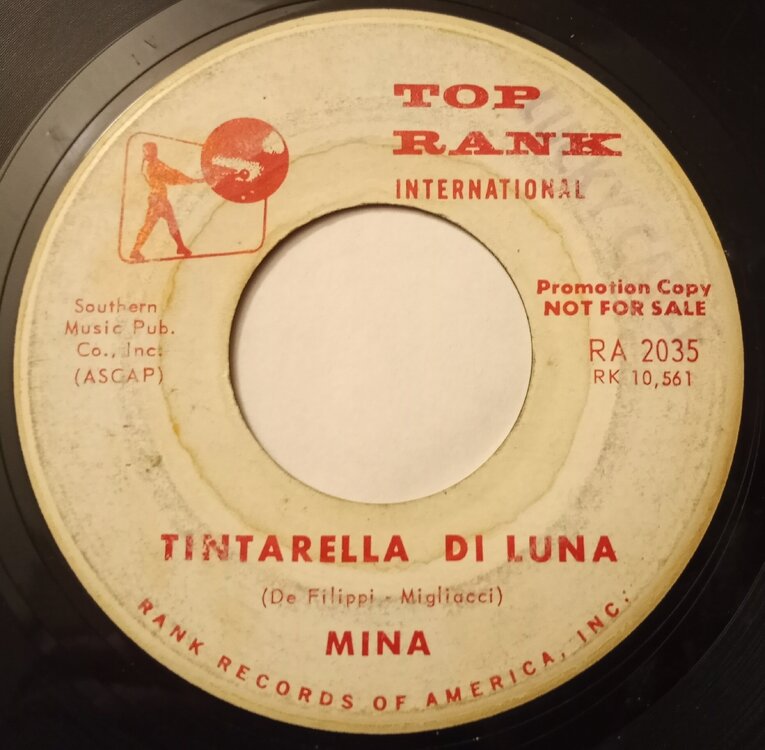 TOP
RANK
INTERNATIONAL
Promotion Copy
NOT FOR SALE
RA 2035
RK 10,561
Southern
Music Pub.
Co., Inc.
(ASCAP)
TINTARELLA DI LUNA
(De Filippi - Migliacci)
MINA
RANK RECORDS OF AMERICA, INC.